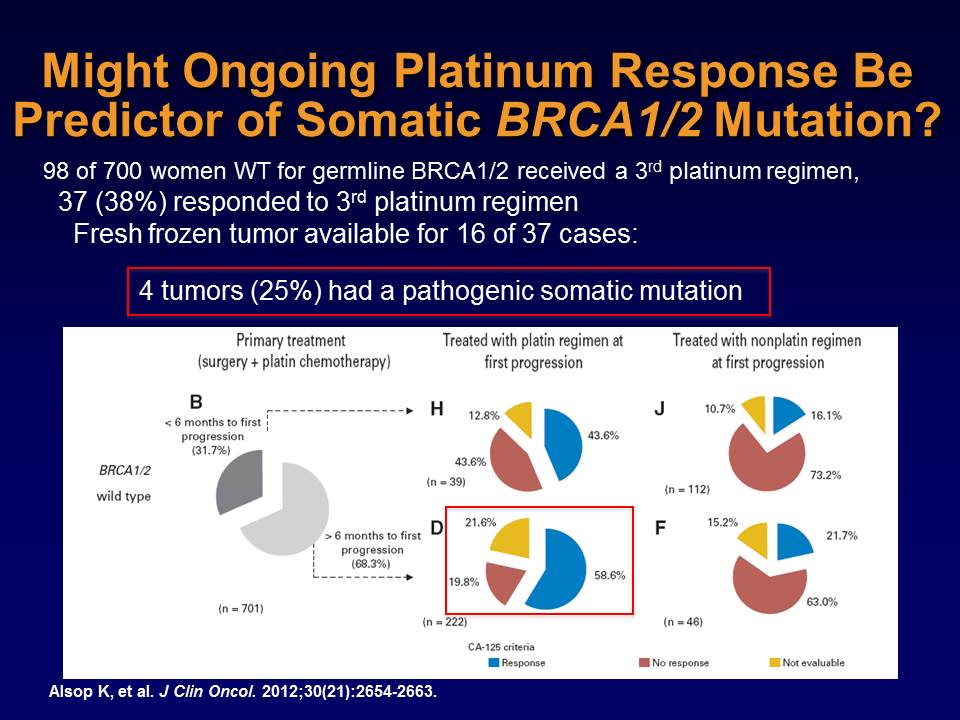 Might Ongoing Platinum Response Be
Predictor of Somatic BRCA1/2 Mutation?
98 of 700 women WT for germline BRCA1/2 received a 3rd platinum regimen,
37 (38%) responded to 3rd platinum regimen
Fresh frozen tumor available for 16 of 37 cases:
4 tumors (25%) had a pathogenic somatic mutation
Primary treatment
(surgery + platin chemotherapy)
Treated with platin regimen at
first progression
Treated with nonplatin regimen
at first progression
B
< 6 months to first
progression
(31.7%)
BRCA1/2
wild type
> 6 months to first
progression
(68.3%)
(n = 701)
H
12.8%
43.6%
43.6%
(n = 39)
J
10.7%
16.1%
73.2%
(n = 112)
D
21.6%
19.8%
58.6%
(n = 222)
F
15.2%
21.7%
63.0%
(n = 46)
CA-125 criteria
Response
No response
Not evaluable
Alsop K, et al. J Clin Oncol. 2012;30(21):2654-2663.